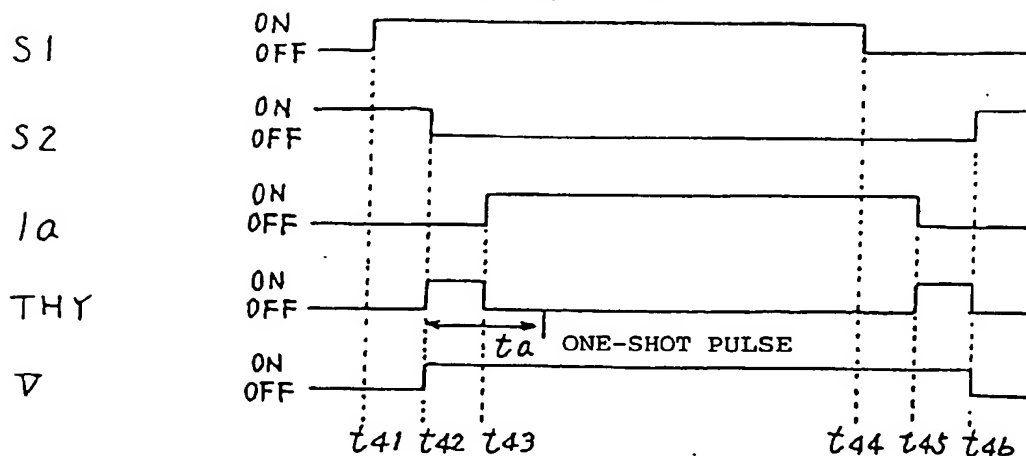 S1 ON
OFF
S2 ON
OFF
1a ON
OFF
THY ON
OFF
ta ONE-SHOT PULSE
V ON
OFF
t41 t42 t43 t44 t45 t46